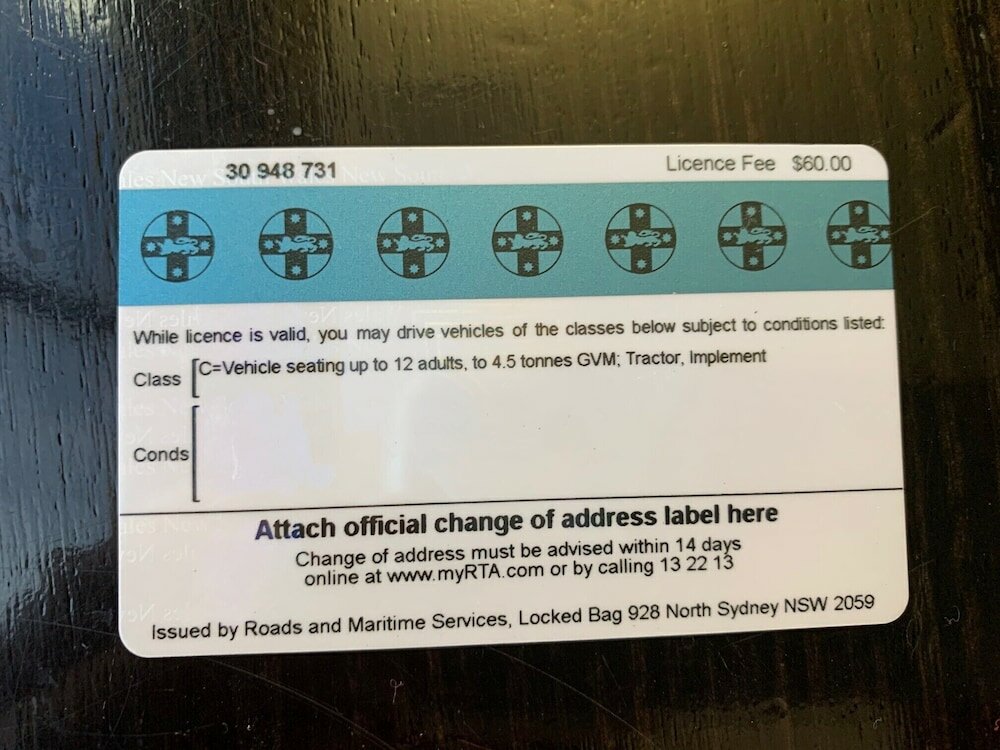 30 948 731 Licence Fee $60.00
While licence is valid, you may drive vehicles of the classes below subject to conditions listed:
Class C=Vehicle seating up to 12 adults, to 4.5 tonnes GVM; Tractor, Implement
Conds
Attach official change of address label here
Change of address must be advised within 14 days
online at www.myRTA.com or by calling 13 22 13
Issued by Roads and Maritime Services, Locked Bag 928 North Sydney NSW 2059